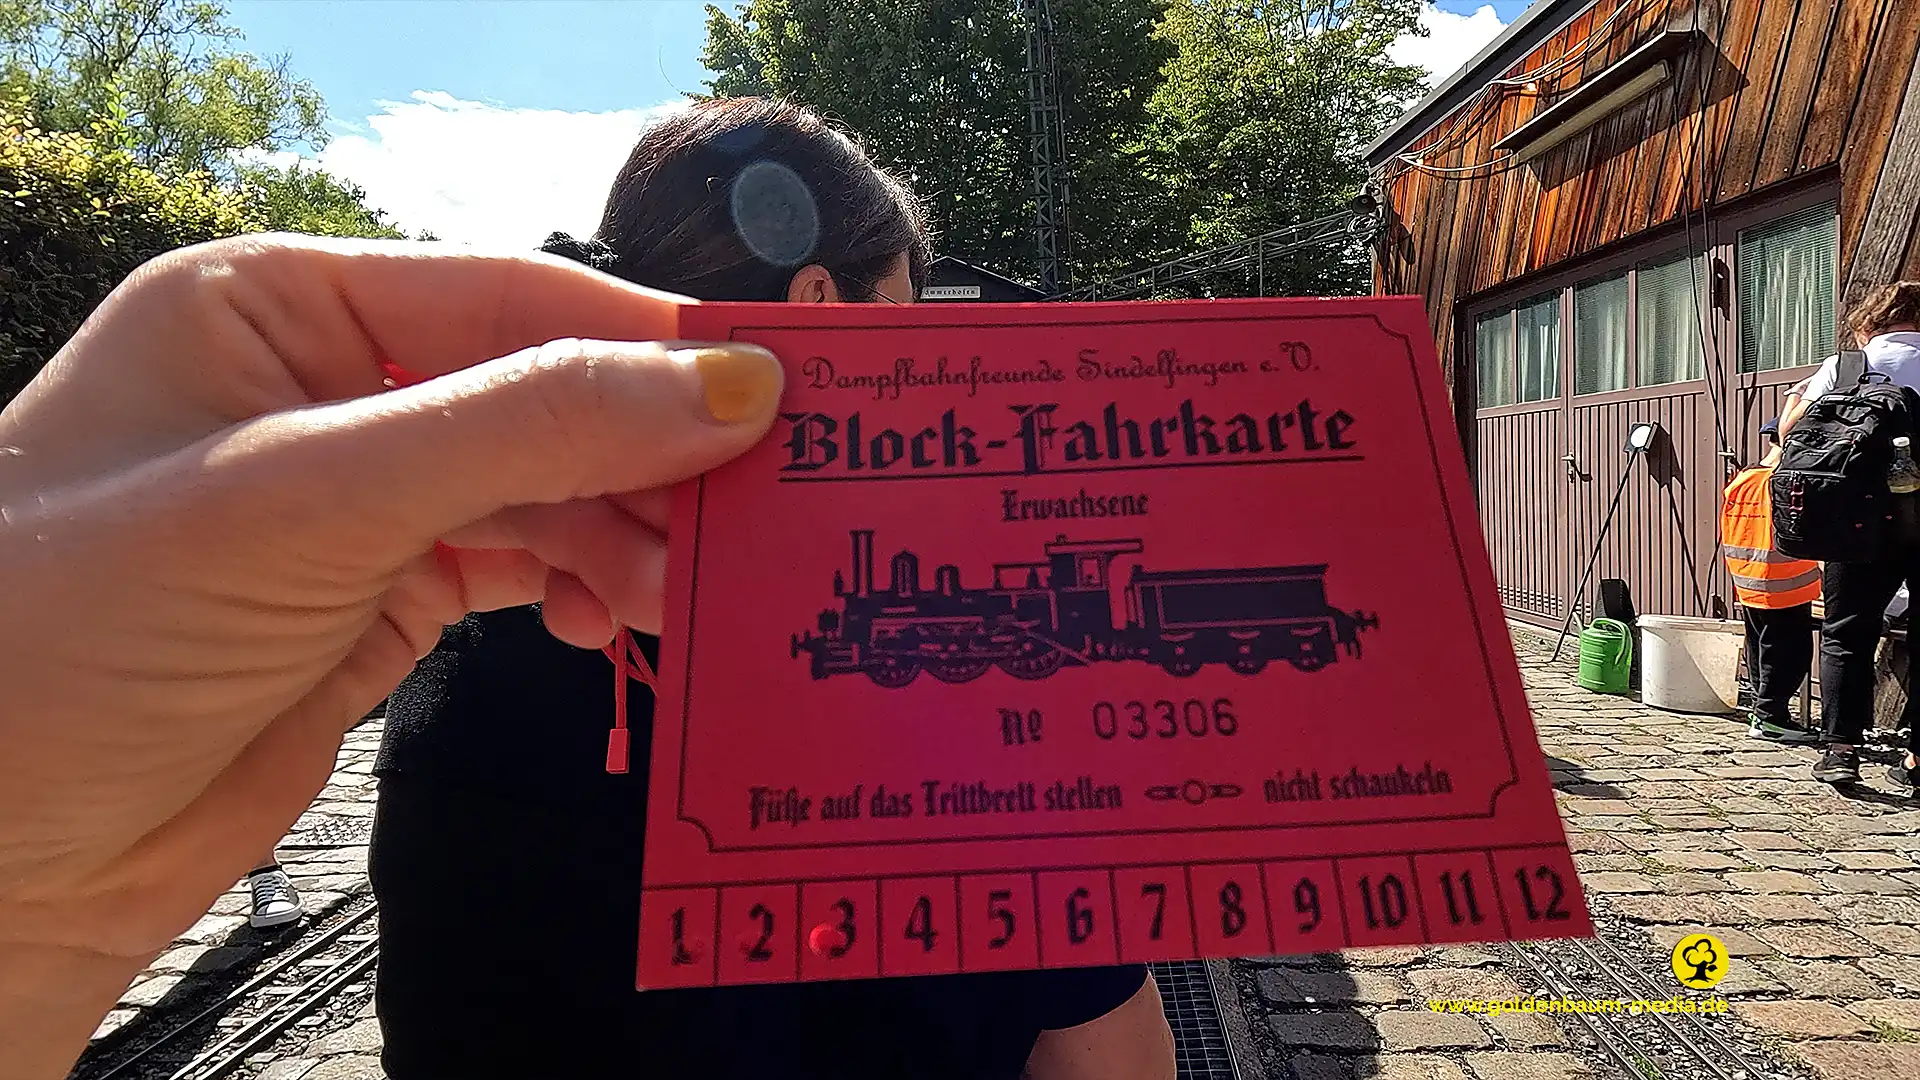 Dampfbahnfreunde Sindelfingen e.V.
Block-Fahrkarte
Erwachsene
№ 03306
Füße auf das Trittbrett stellen nicht schaukeln
1 2 3 4 5 6 7 8 9 10 11 12
www.goldenbaum-media.de